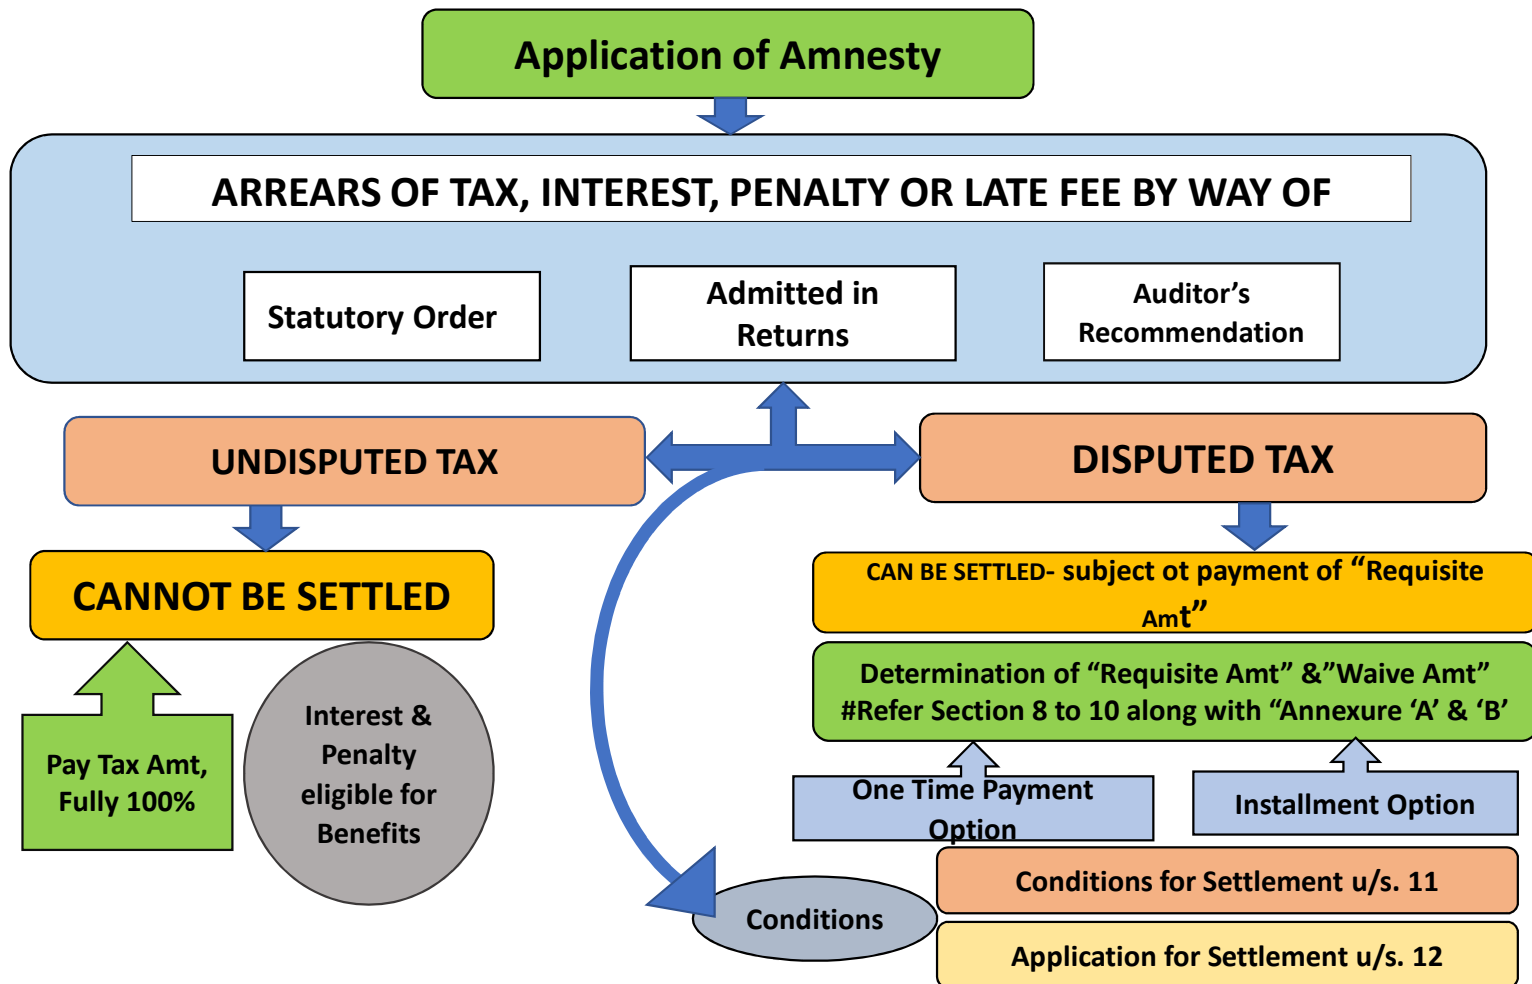 Application of Amnesty
ARREARS OF TAX, INTEREST, PENALTY OR LATE FEE BY WAY OF
Statutory Order
Admitted in
Returns
Auditor’s
Recommendation
UNDISPUTED TAX
DISPUTED TAX
CANNOT BE SETTLED
CAN BE SETTLED- subject ot payment of “Requisite
Amt”
Determination of “Requisite Amt” &”Waive Amt”
#Refer Section 8 to 10 along with “Annexure ‘A’ & ‘B’
Pay Tax Amt,
Fully 100%
Interest &
Penalty
eligible for
Benefits
One Time Payment
Option
Installment Option
Conditions
Conditions for Settlement u/s. 11
Application for Settlement u/s. 12